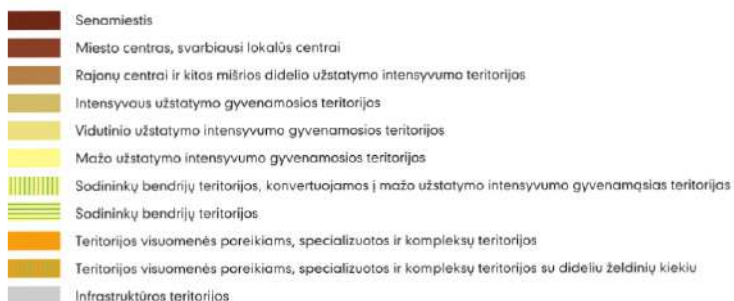 Senamiestis
Miesto centras, svarbiausi lokalūs centrai
Rajonų centrai ir kitos mišrios didelio užstatymo intensyvumo teritorijos
Intensyvaus užstatymo gyvenamosios teritorijos
Vidutinio užstatymo intensyvumo gyvenamosios teritorijos
Mažo užstatymo intensyvumo gyvenamosios teritorijos
Sodininkų bendrijų teritorijos, konvertuojamos į mažo užstatymo intensyvumo gyvenamąsias teritorijas
Sodininkų bendrijų teritorijos
Teritorijos visuomenės poreikiams, specializuotos ir kompleksų teritorijos
Teritorijos visuomenės poreikiams, specializuotos ir kompleksų teritorijos su dideliu želdinių kiekiu
Infrastruktūros teritorijos